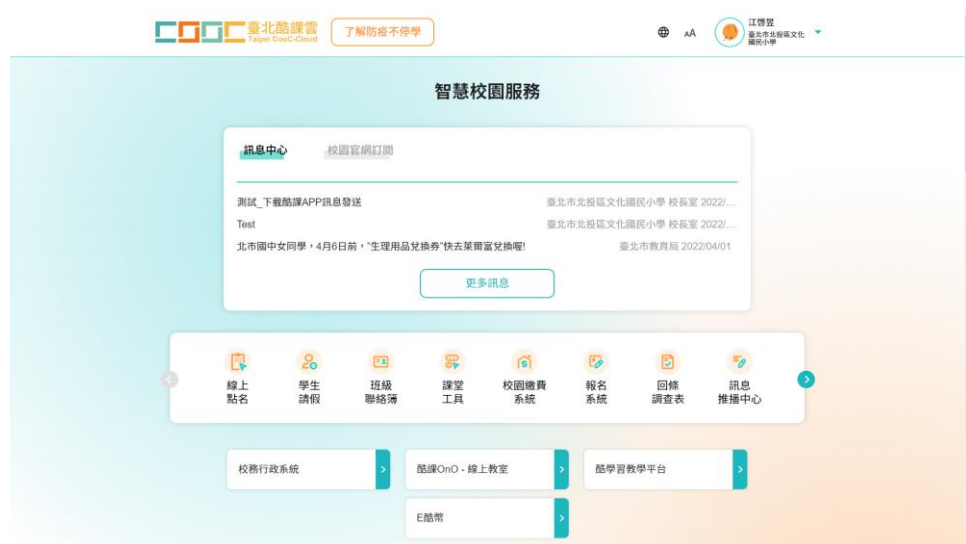 COOC 臺北酷課雲
Taipei CooC-Cloud
了解防疫不停學
AA
江啓昱
臺北市北投區文化
國民小學
智慧校園服務
訊息中心 校園官網訂閱
測試_下載酷課APP訊息發送 臺北市北投區文化國民小學 校長室 2022/...
Test 臺北市北投區文化國民小學 校長室 2022/...
北市國中女同學，4月6日前，"生理用品兌換券"快去萊爾富兌換喔! 臺北市教育局 2022/04/01
更多訊息
線上
點名
學生
請假
班級
聯絡簿
課堂
工具
校園繳費
系統
報名
系統
回條
調查表
訊息
推播中心
校務行政系統
酷課OnO - 線上教室
酷學習教學平台
E酷幣